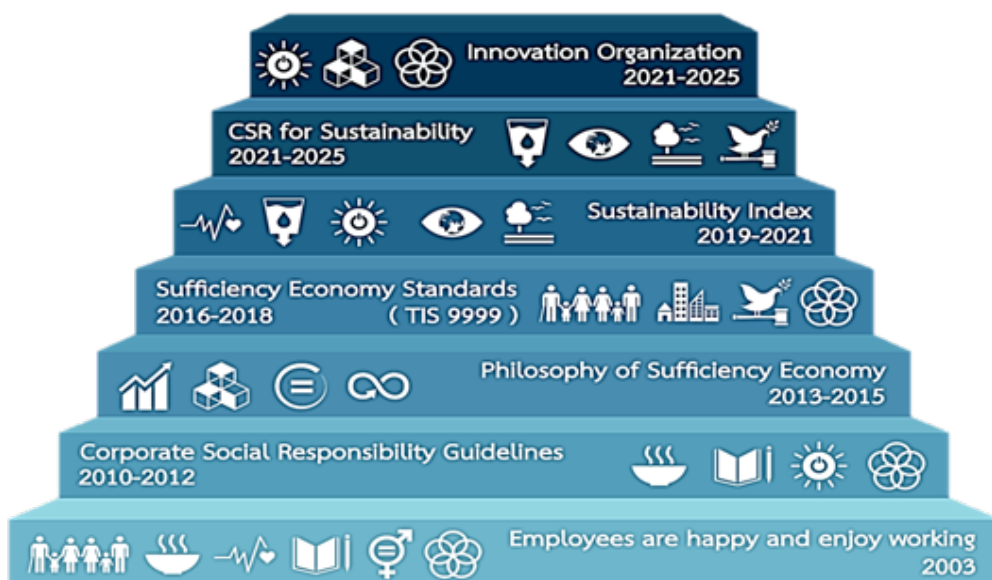 Innovation Organization
2021-2025
CSR for Sustainability
2021-2025
Sustainability Index
2019-2021
Sufficiency Economy Standards
2016-2018 ( TIS 9999 )
Philosophy of Sufficiency Economy
2013-2015
Corporate Social Responsibility Guidelines
2010-2012
Employees are happy and enjoy working
2003